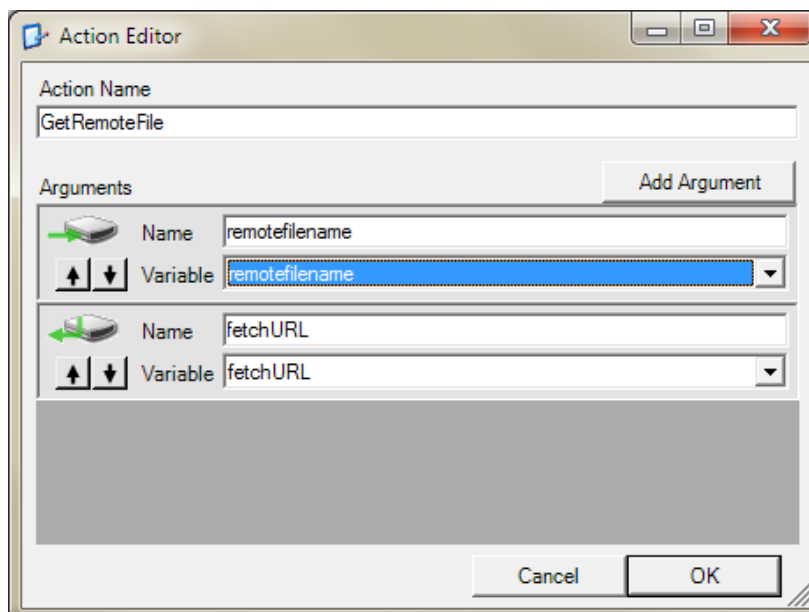 Action Editor
Action Name
GetRemoteFile
Arguments
Add Argument
Name remotefilename
Variable remotefilename
Name fetchURL
Variable fetchURL
Cancel OK